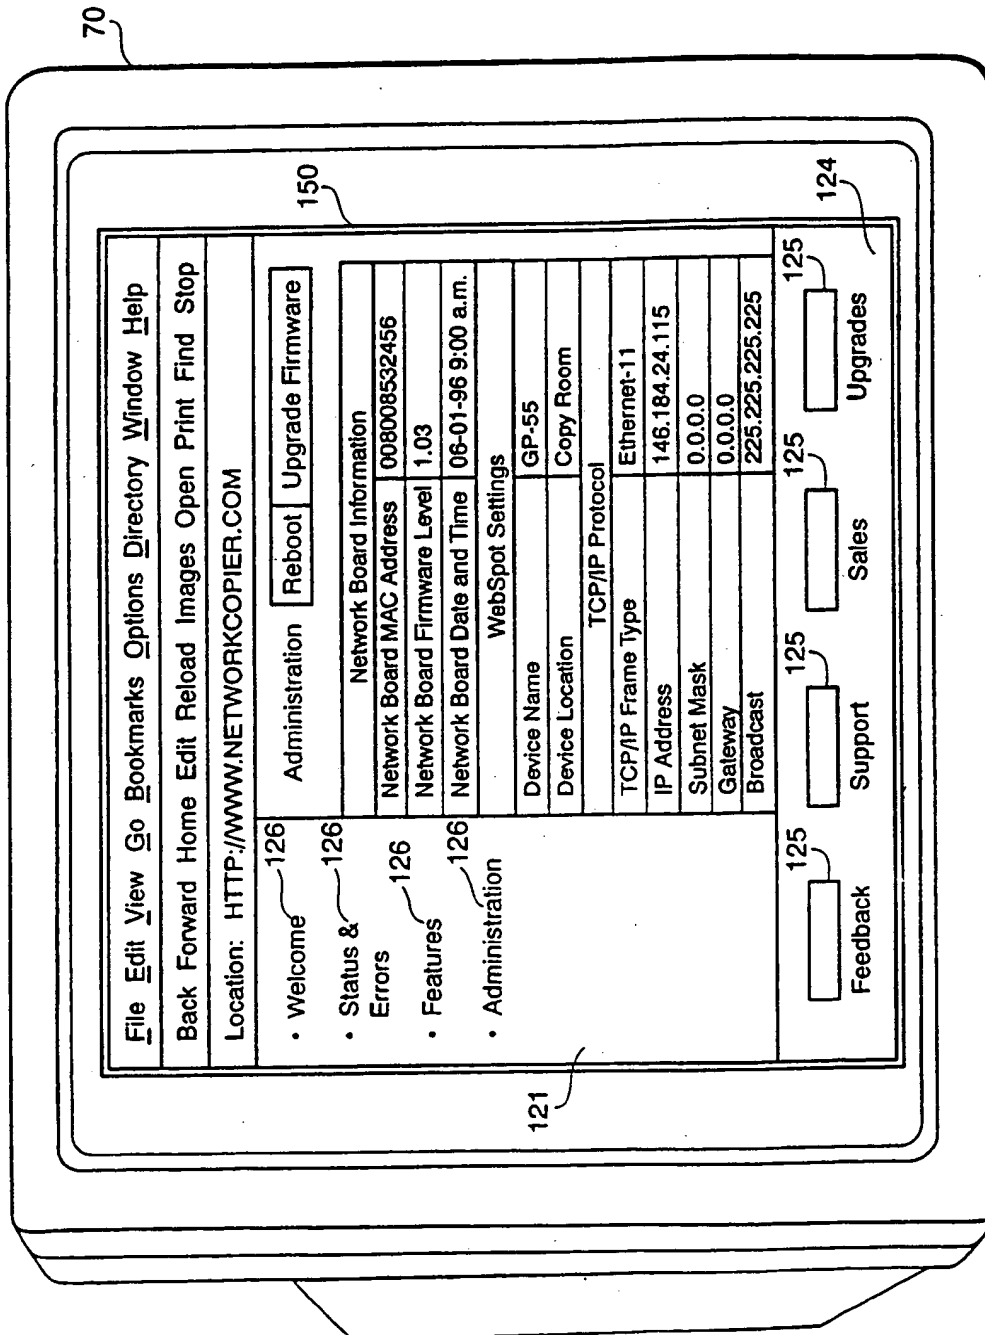 70
150
File Edit View Go Bookmarks Options Directory Window Help
Back Forward Home Edit Reload Images Open Print Find Stop
Location: HTTP://WWW.NETWORKCOPIER.COM
• Welcome 126
• Status & Errors 126
• Features 126
• Administration 126
121
Administration Reboot Upgrade Firmware
Network Board Information
Network Board MAC Address 008008532456
Network Board Firmware Level 1.03
Network Board Date and Time 06-01-96 9:00 a.m.
WebSpot Settings
Device Name GP-55
Device Location Copy Room
TCP/IP Protocol
TCP/IP Frame Type Ethernet-11
IP Address 146.184.24.115
Subnet Mask 0.0.0.0
Gateway 0.0.0.0
Broadcast 225.225.225.225
125 125 125 125
Feedback Support Sales Upgrades
124